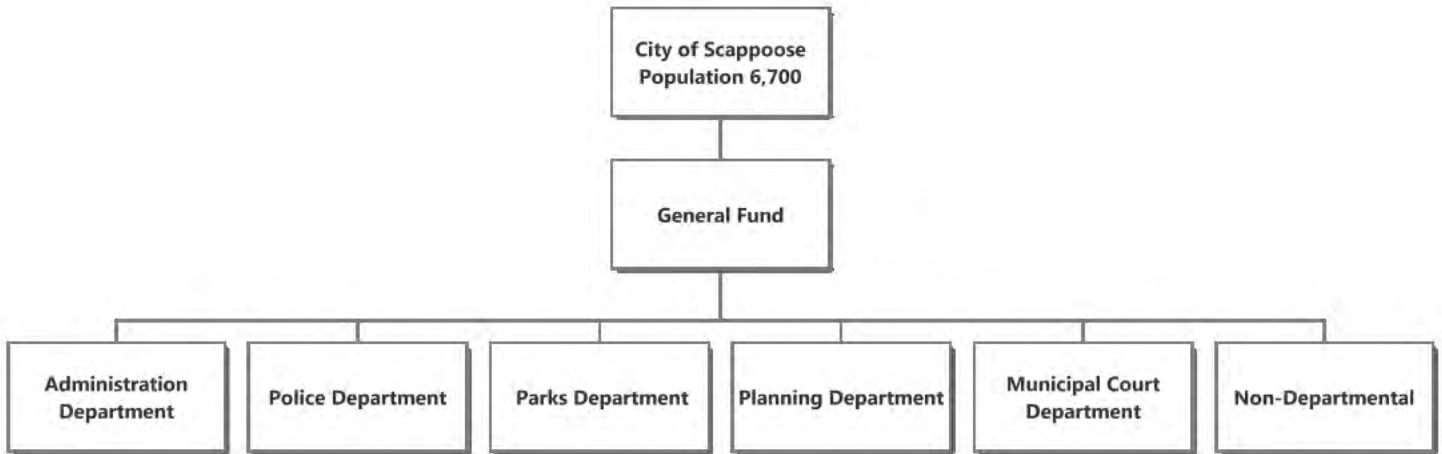 City of Scappoose
Population 6,700
General Fund
Administration
Department
Police Department
Parks Department
Planning Department
Municipal Court
Department
Non-Departmental